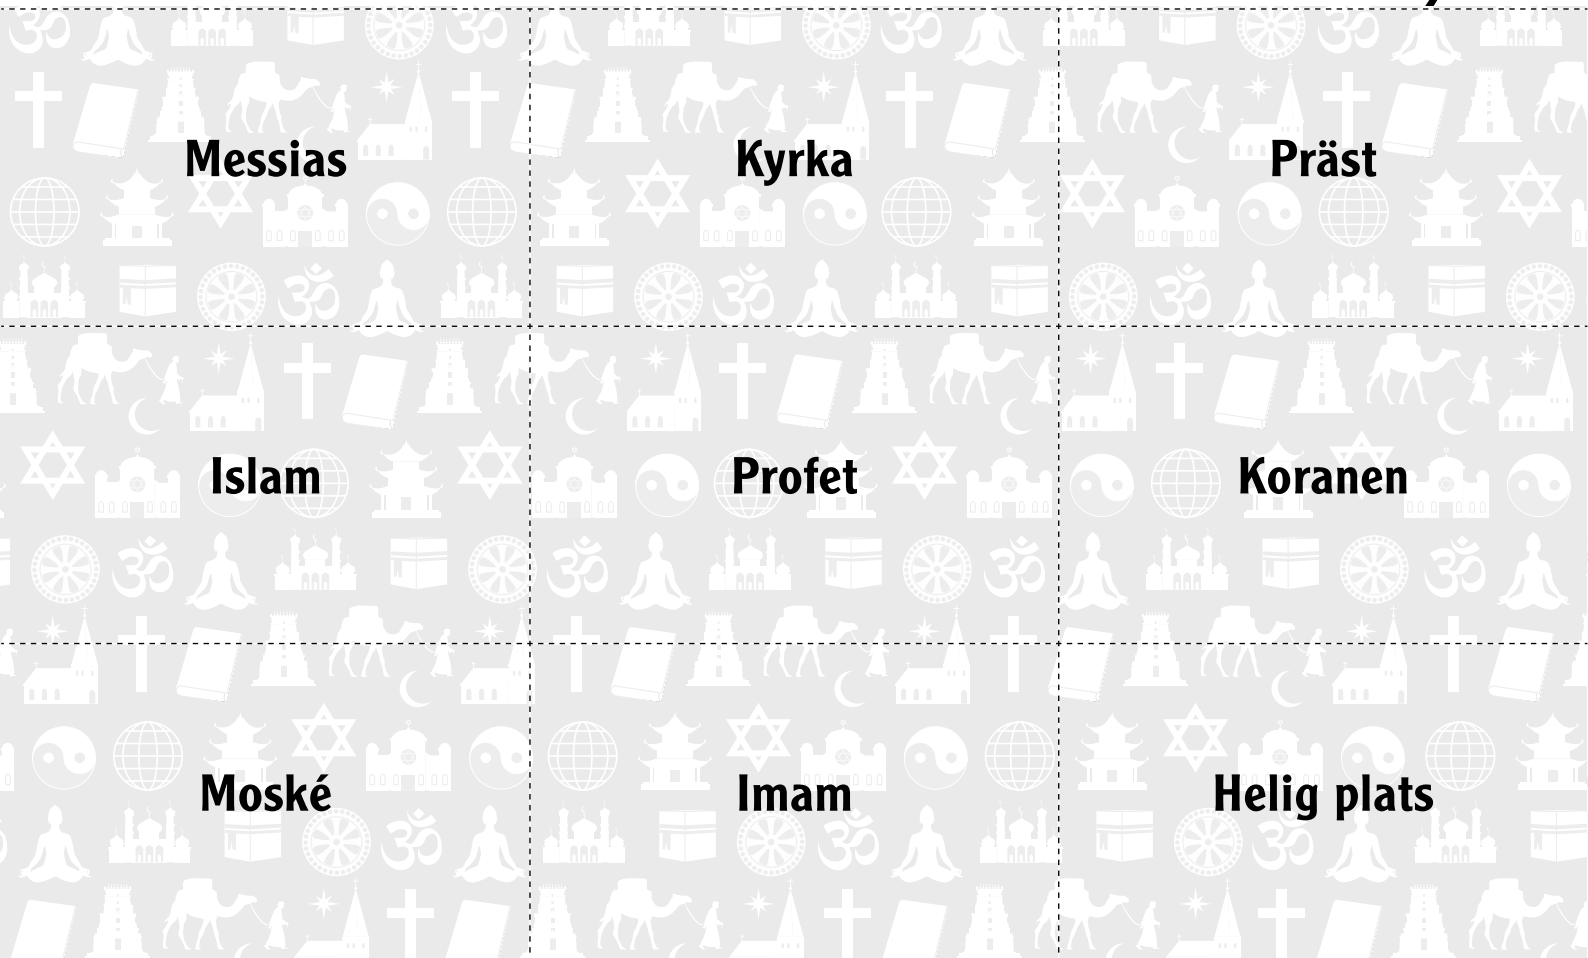 Messias
Kyrka
Präst
Islam
Profet
Koranen
Moské
Imam
Helig plats